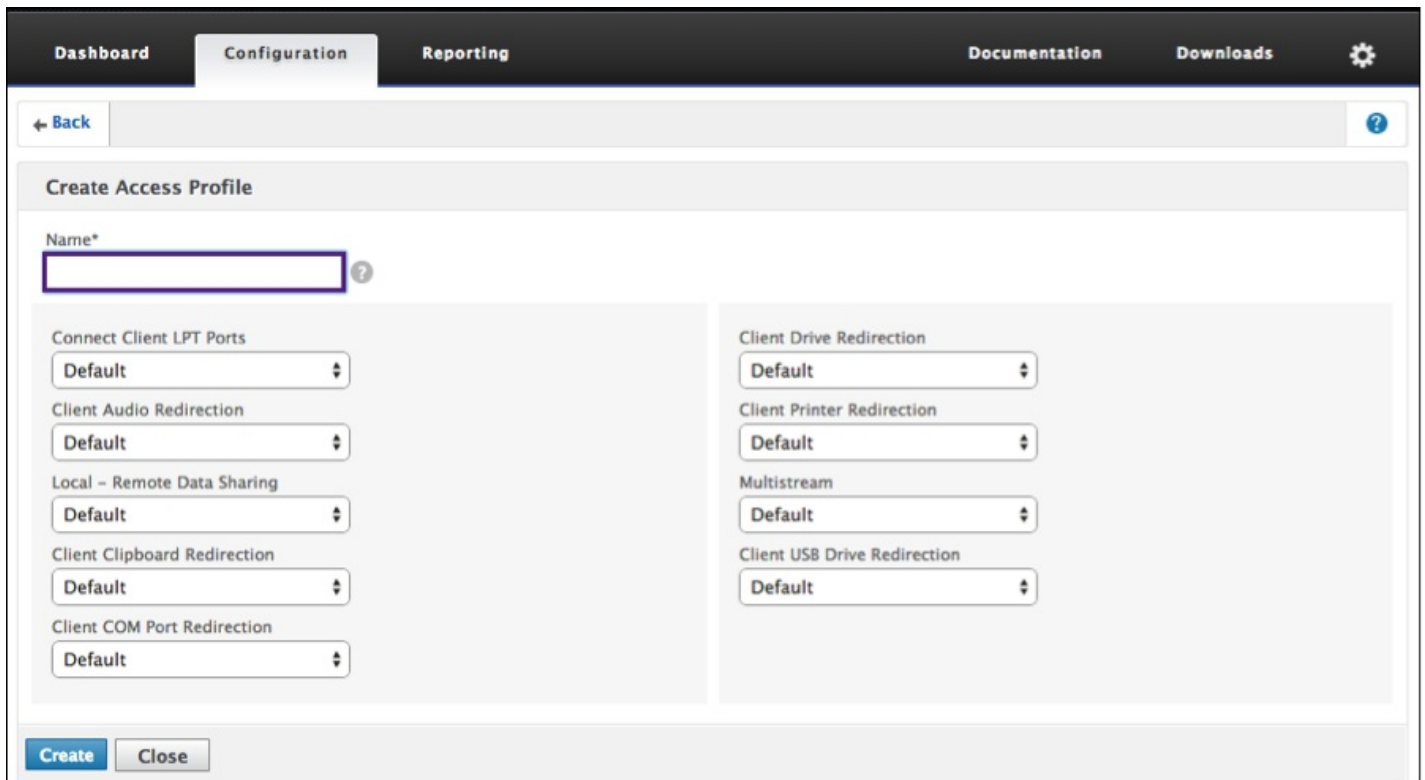 Dashboard Configuration Reporting Documentation Downloads
← Back ?
Create Access Profile
Name*
?
Connect Client LPT Ports
Default
Client Audio Redirection
Default
Local – Remote Data Sharing
Default
Client Clipboard Redirection
Default
Client COM Port Redirection
Default
Client Drive Redirection
Default
Client Printer Redirection
Default
Multistream
Default
Client USB Drive Redirection
Default
Create Close